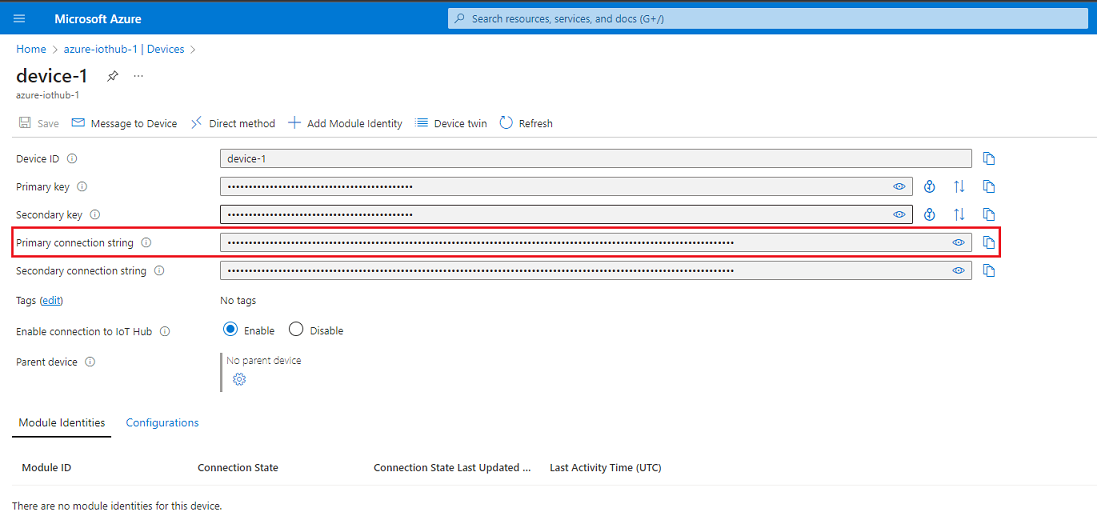 Microsoft Azure
Search resources, services, and docs (G+/)
Home > azure-iothub-1 | Devices >
device-1
azure-iothub-1
Save Message to Device Direct method Add Module Identity Device twin Refresh
Device ID device-1
Primary key ••••••••••••••••••••••••••••••••••••••••••••
Secondary key ••••••••••••••••••••••••••••••••••••••••••••
Primary connection string ••••••••••••••••••••••••••••••••••••••••••••••••••••••••••••••••••••••••••••••••••••••••••••••••••••••••••••••••••••••••
Secondary connection string ••••••••••••••••••••••••••••••••••••••••••••••••••••••••••••••••••••••••••••••••••••••••••••••••••••••••••••••••••••••••
Tags (edit) No tags
Enable connection to IoT Hub Enable Disable
Parent device No parent device
Module Identities Configurations
Module ID Connection State Connection State Last Updated ... Last Activity Time (UTC)
There are no module identities for this device.